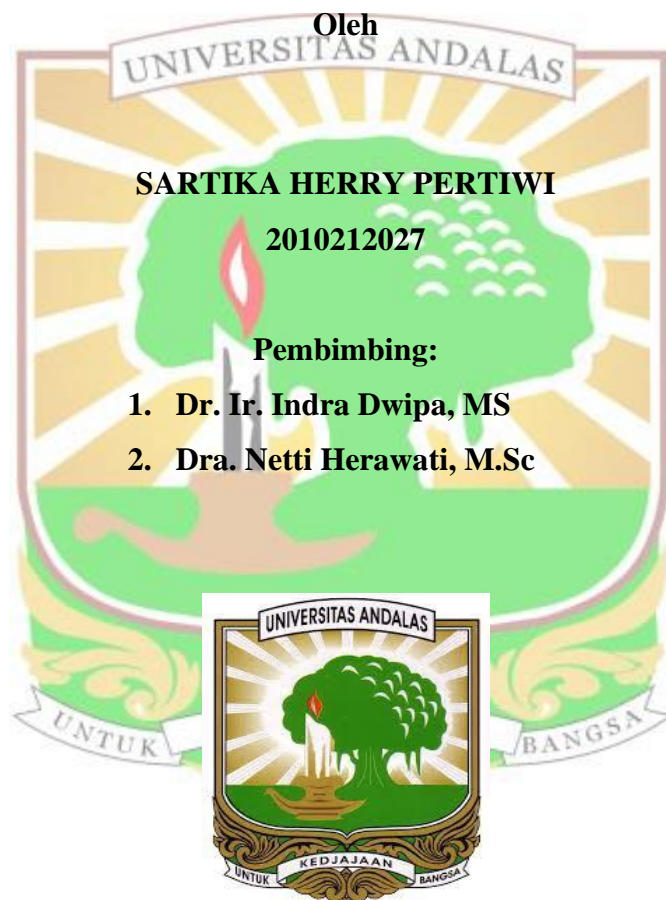 Oleh
UNIVERSITAS ANDALAS
SARTIKA HERRY PERTIWI
2010212027
Pembimbing:
1. Dr. Ir. Indra Dwipa, MS
2. Dra. Netti Herawati, M.Sc
UNIVERSITAS ANDALAS
UNTUK BANGSA
UNTUK KEDJAJAAN BANGSA